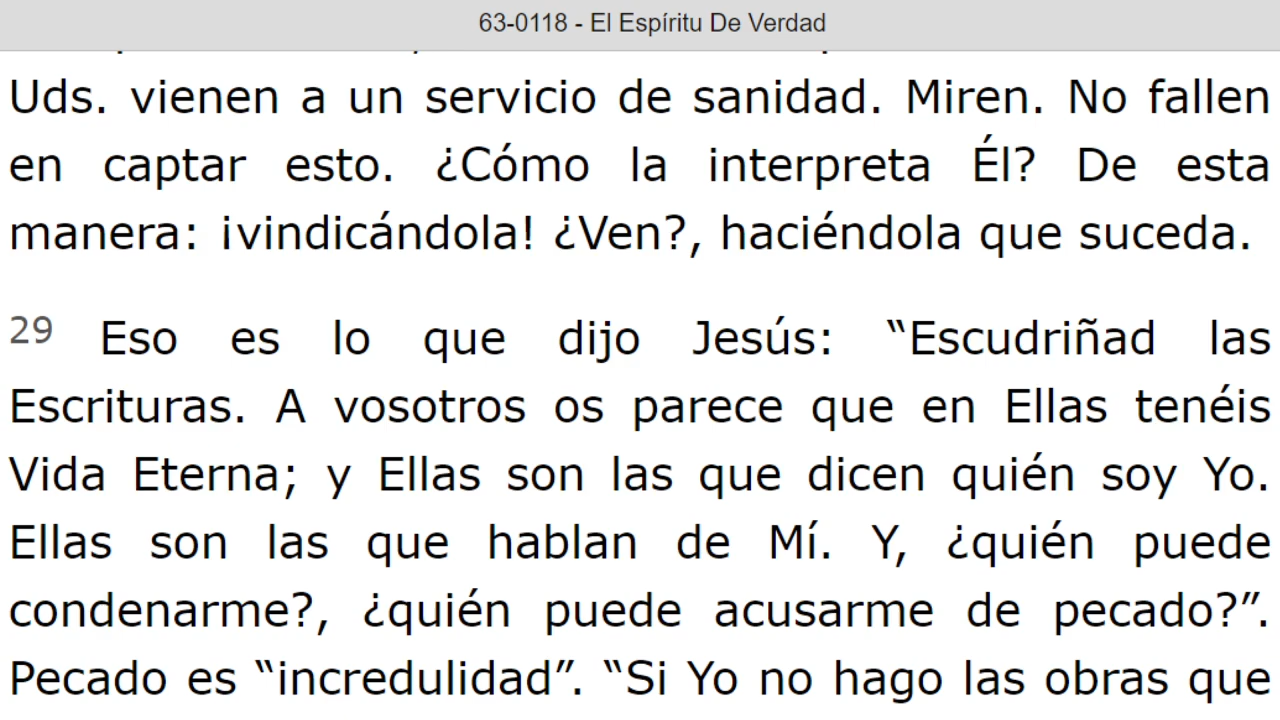 63-0118 - El Espíritu De Verdad
Uds. vienen a un servicio de sanidad. Miren. No fallen
en captar esto. ¿Cómo la interpreta Él? De esta
manera: ¡vindicándola! ¿Ven?, haciéndola que suceda.
29 Eso es lo que dijo Jesús: “Escudriñad las
Escrituras. A vosotros os parece que en Ellas tenéis
Vida Eterna; y Ellas son las que dicen quién soy Yo.
Ellas son las que hablan de Mí. Y, ¿quién puede
condenarme?, ¿quién puede acusarme de pecado?”.
Pecado es “incredulidad”. “Si Yo no hago las obras que